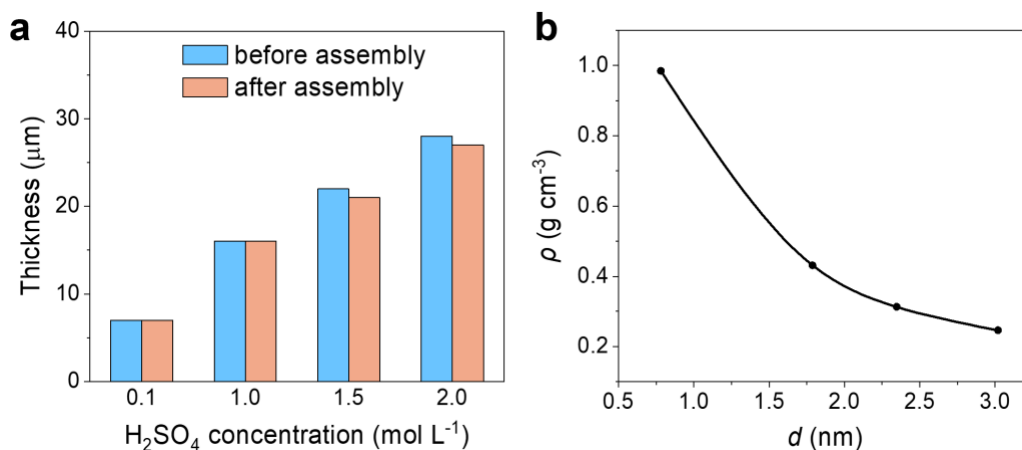 a
before assembly
after assembly
Thickness (μm)
40
30
20
10
0
0.1 1.0 1.5 2.0
H₂SO₄ concentration (mol L⁻¹)
b
ρ (g cm⁻³)
1.0
0.8
0.6
0.4
0.2
0.5 1.0 1.5 2.0 2.5 3.0
d (nm)